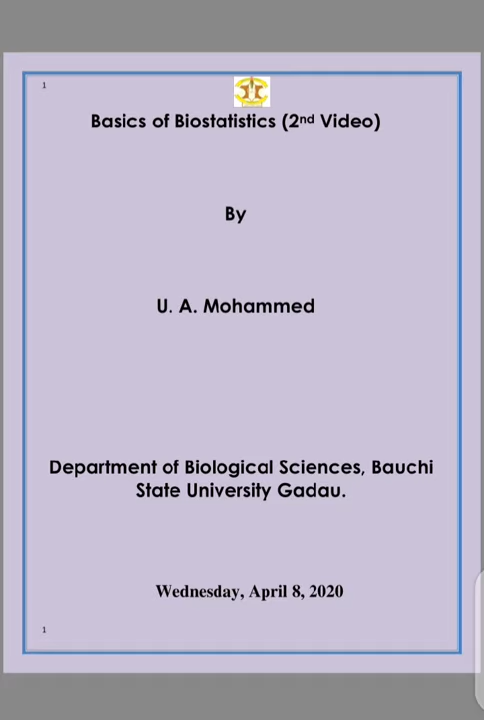 1
Basics of Biostatistics (2nd Video)
By
U. A. Mohammed
Department of Biological Sciences, Bauchi
State University Gadau.
Wednesday, April 8, 2020
1